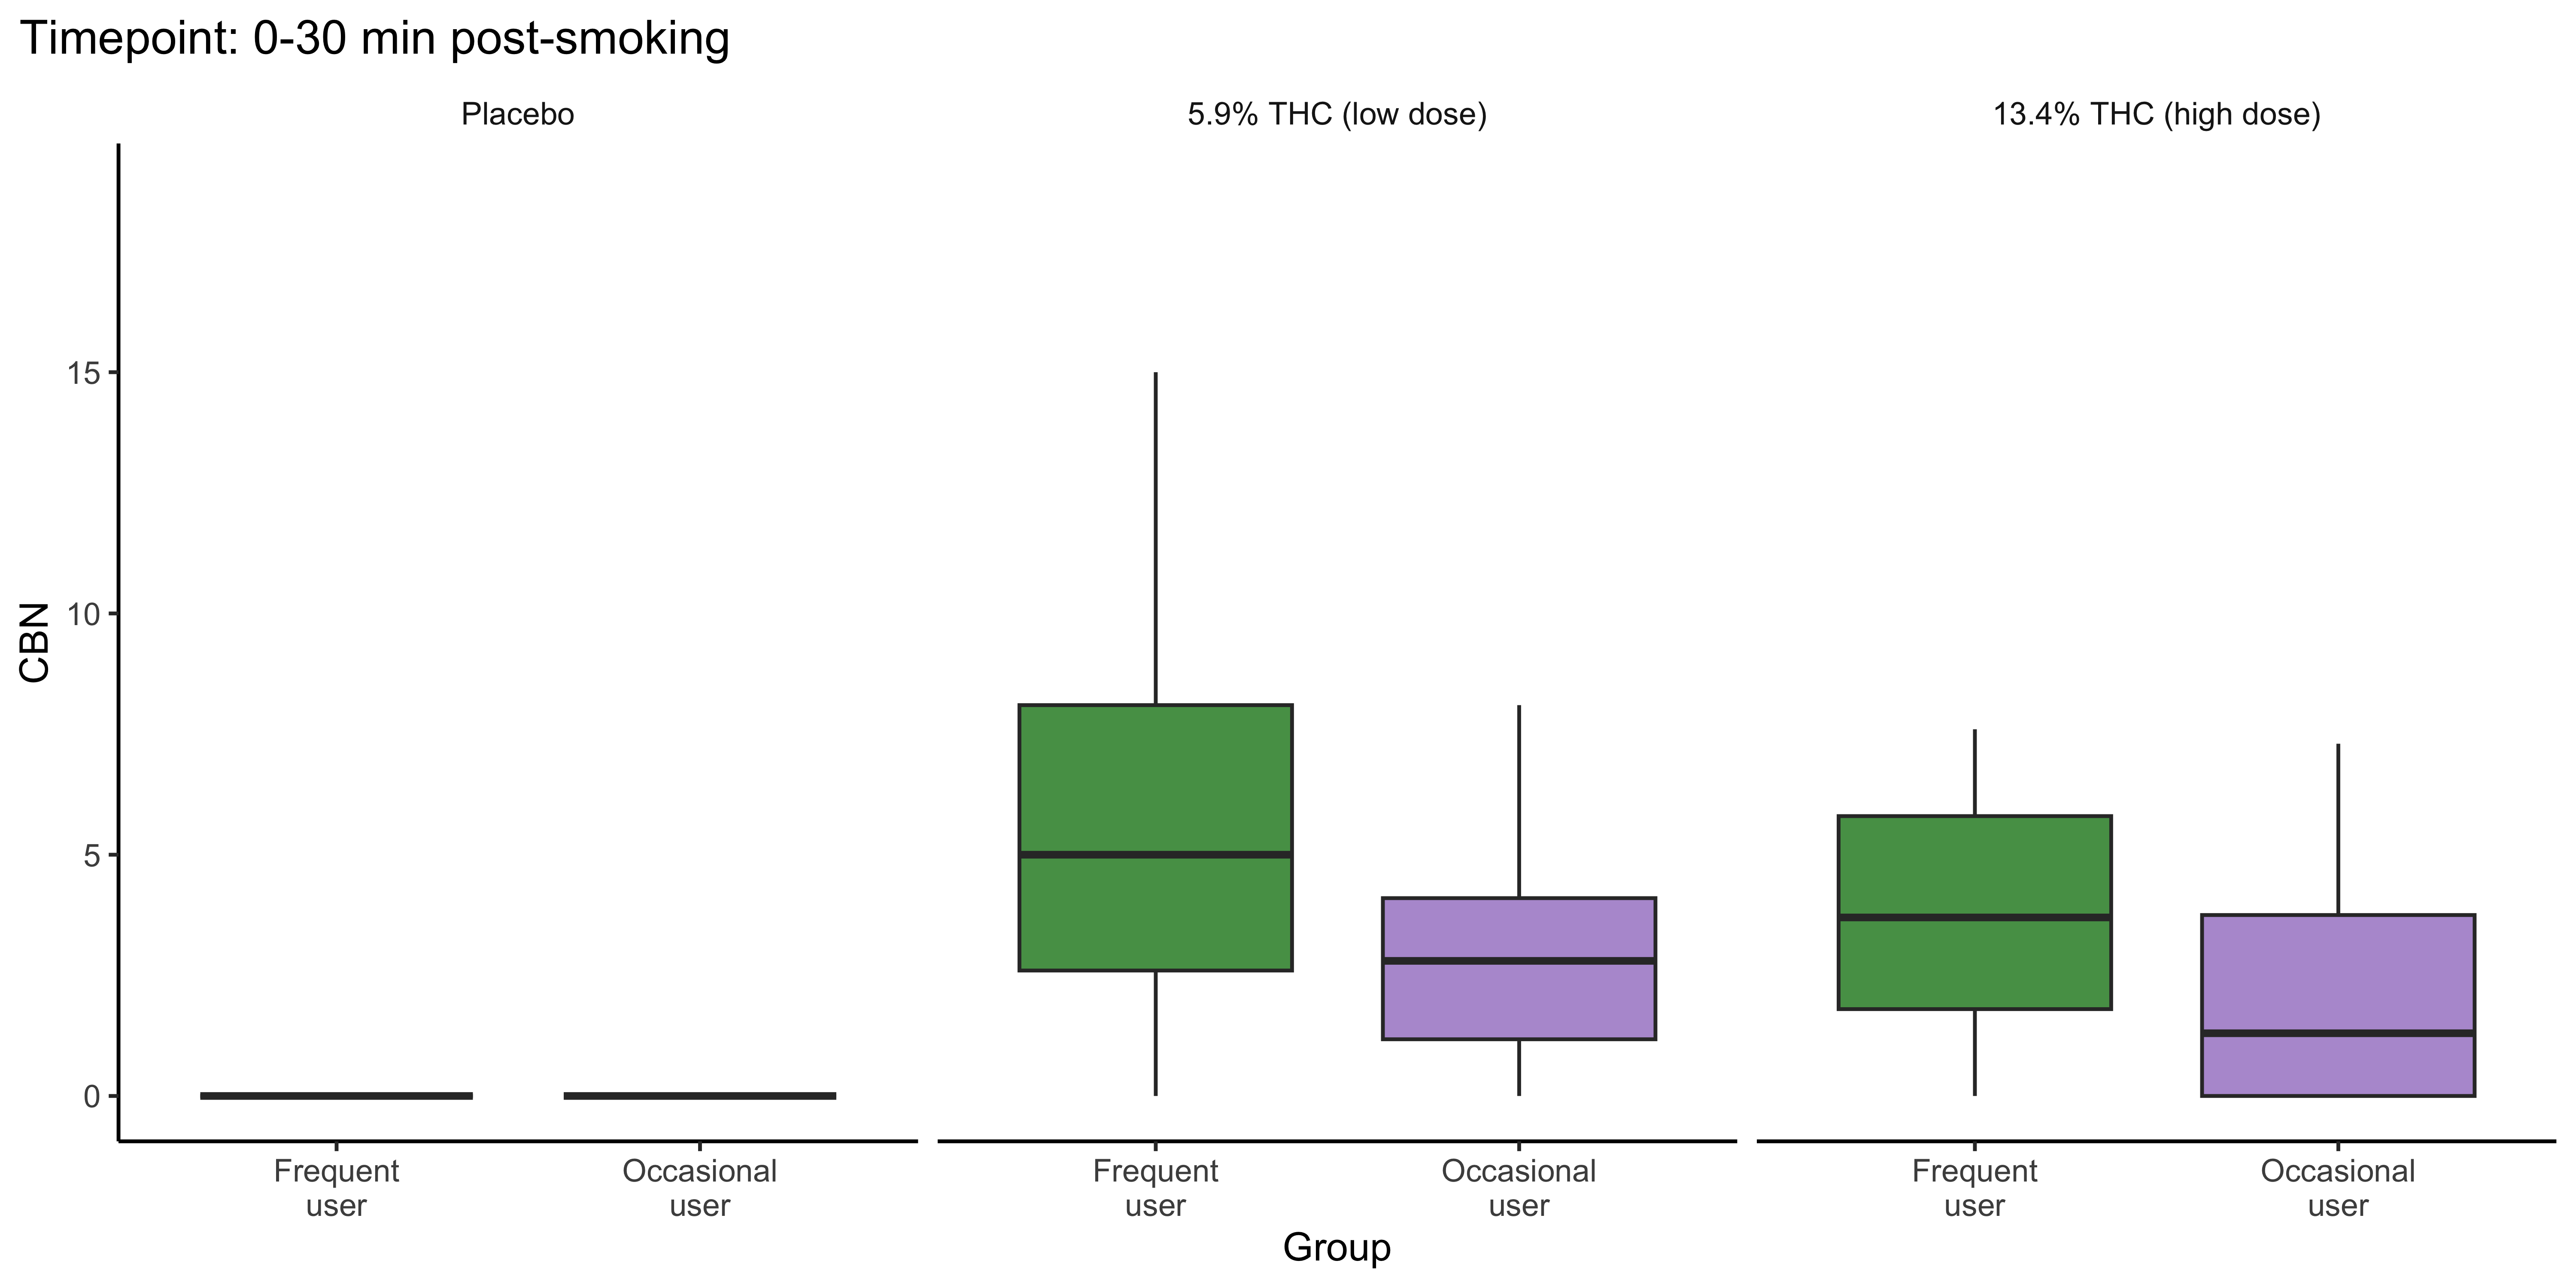 Timepoint: 0-30 min post-smoking
Placebo
5.9% THC (low dose)
13.4% THC (high dose)
CBN
15
10
5
0
Frequent
user
Occasional
user
Frequent
user
Occasional
user
Frequent
user
Occasional
user
Group